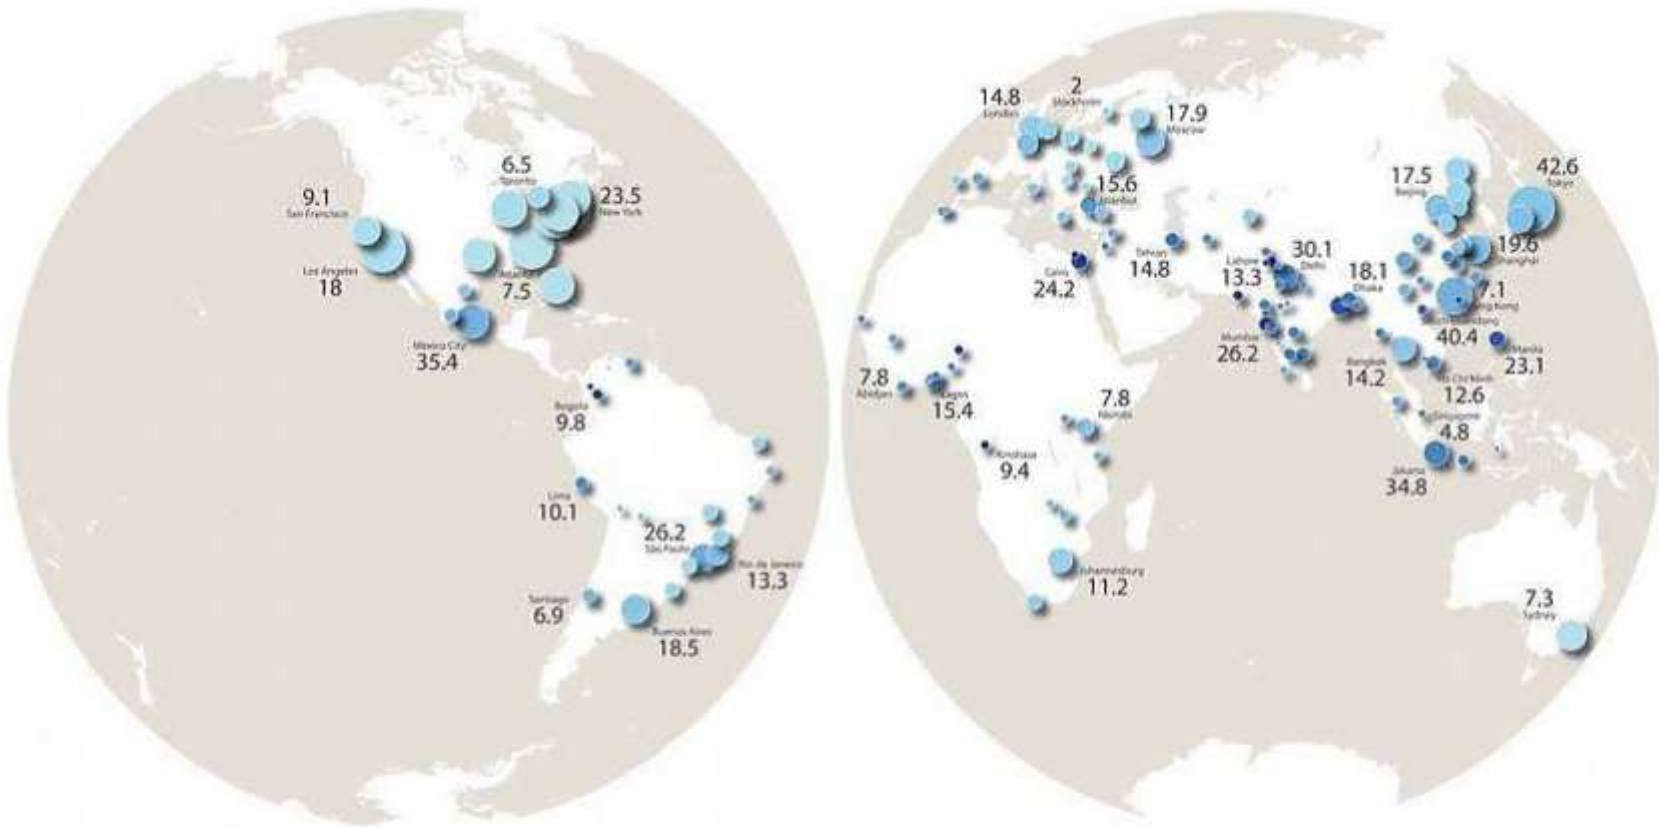 9.1
San Francisco
6.5
Toronto
23.5
New York
Los Angeles
18
Atlanta
7.5
Mexico City
35.4
Bogota
9.8
Lima
10.1
26.2
São Paulo
Rio de Janeiro
13.3
Santiago
6.9
Buenos Aires
18.5
14.8
London
2
Stockholm
17.9
Moscow
15.6
Istanbul
Cairo
24.2
Tehran
14.8
Lahore
13.3
30.1
Delhi
18.1
Dhaka
17.5
Beijing
42.6
Tokyo
19.6
Shanghai
7.1
Hong Kong
40.4
Manila
23.1
Mumbai
26.2
Bangkok
14.2
Ho Chi Minh
12.6
Singapore
4.8
Jakarta
34.8
7.8
Abidjan
Lagos
15.4
7.8
Nairobi
Kinshasa
9.4
Johannesburg
11.2
7.3
Sydney